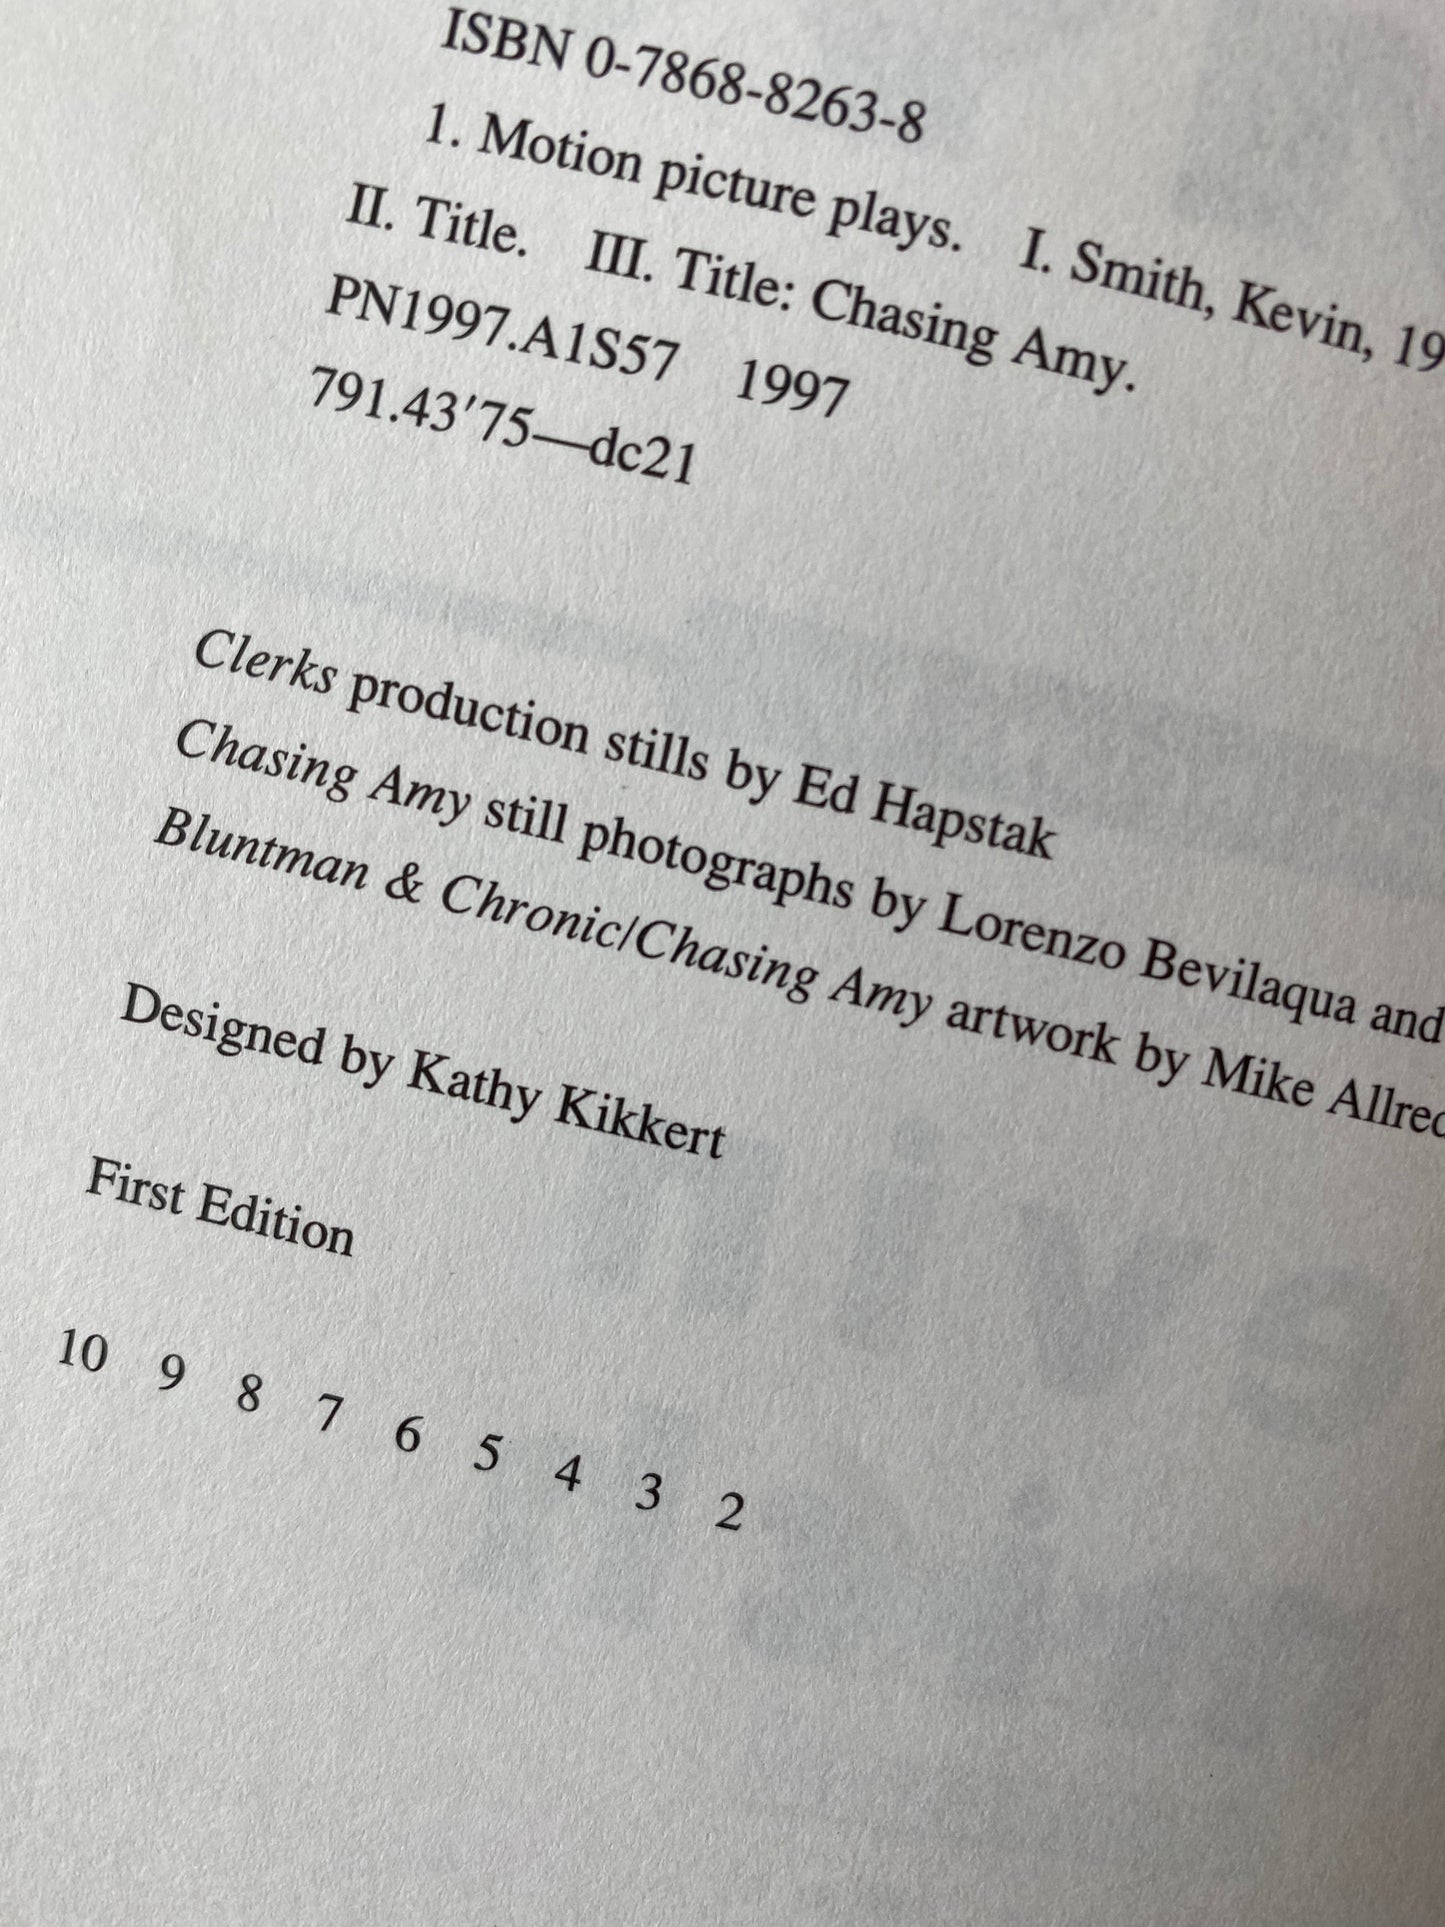 ISBN 0-7868-8263-8
1. Motion picture plays. I. Smith, Kevin, 19
II. Title. III. Title: Chasing Amy.
PN1997.A1S57 1997
791.43'75—dc21
Clerks production stills by Ed Hapstak
Chasing Amy still photographs by Lorenzo Bevilaqua and
Bluntman & Chronic/Chasing Amy artwork by Mike Allred
Designed by Kathy Kikkert
First Edition
10 9 8 7 6 5 4 3 2